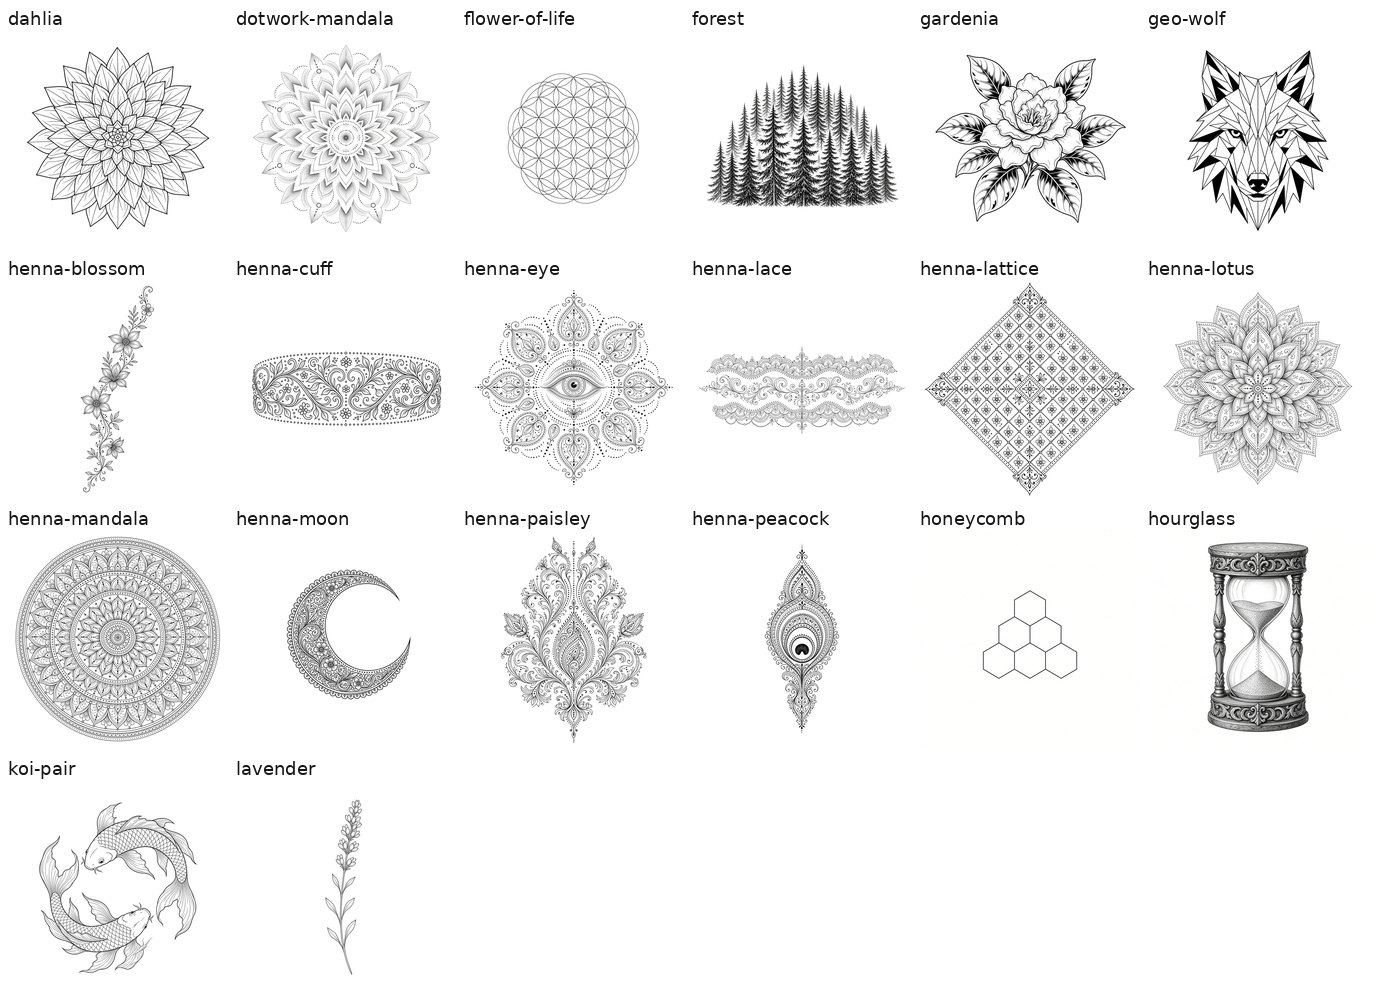 dahlia
dotwork-mandala
flower-of-life
forest
gardenia
geo-wolf
henna-blossom
henna-cuff
henna-eye
henna-lace
henna-lattice
henna-lotus
henna-mandala
henna-moon
henna-paisley
henna-peacock
honeycomb
hourglass
koi-pair
lavender